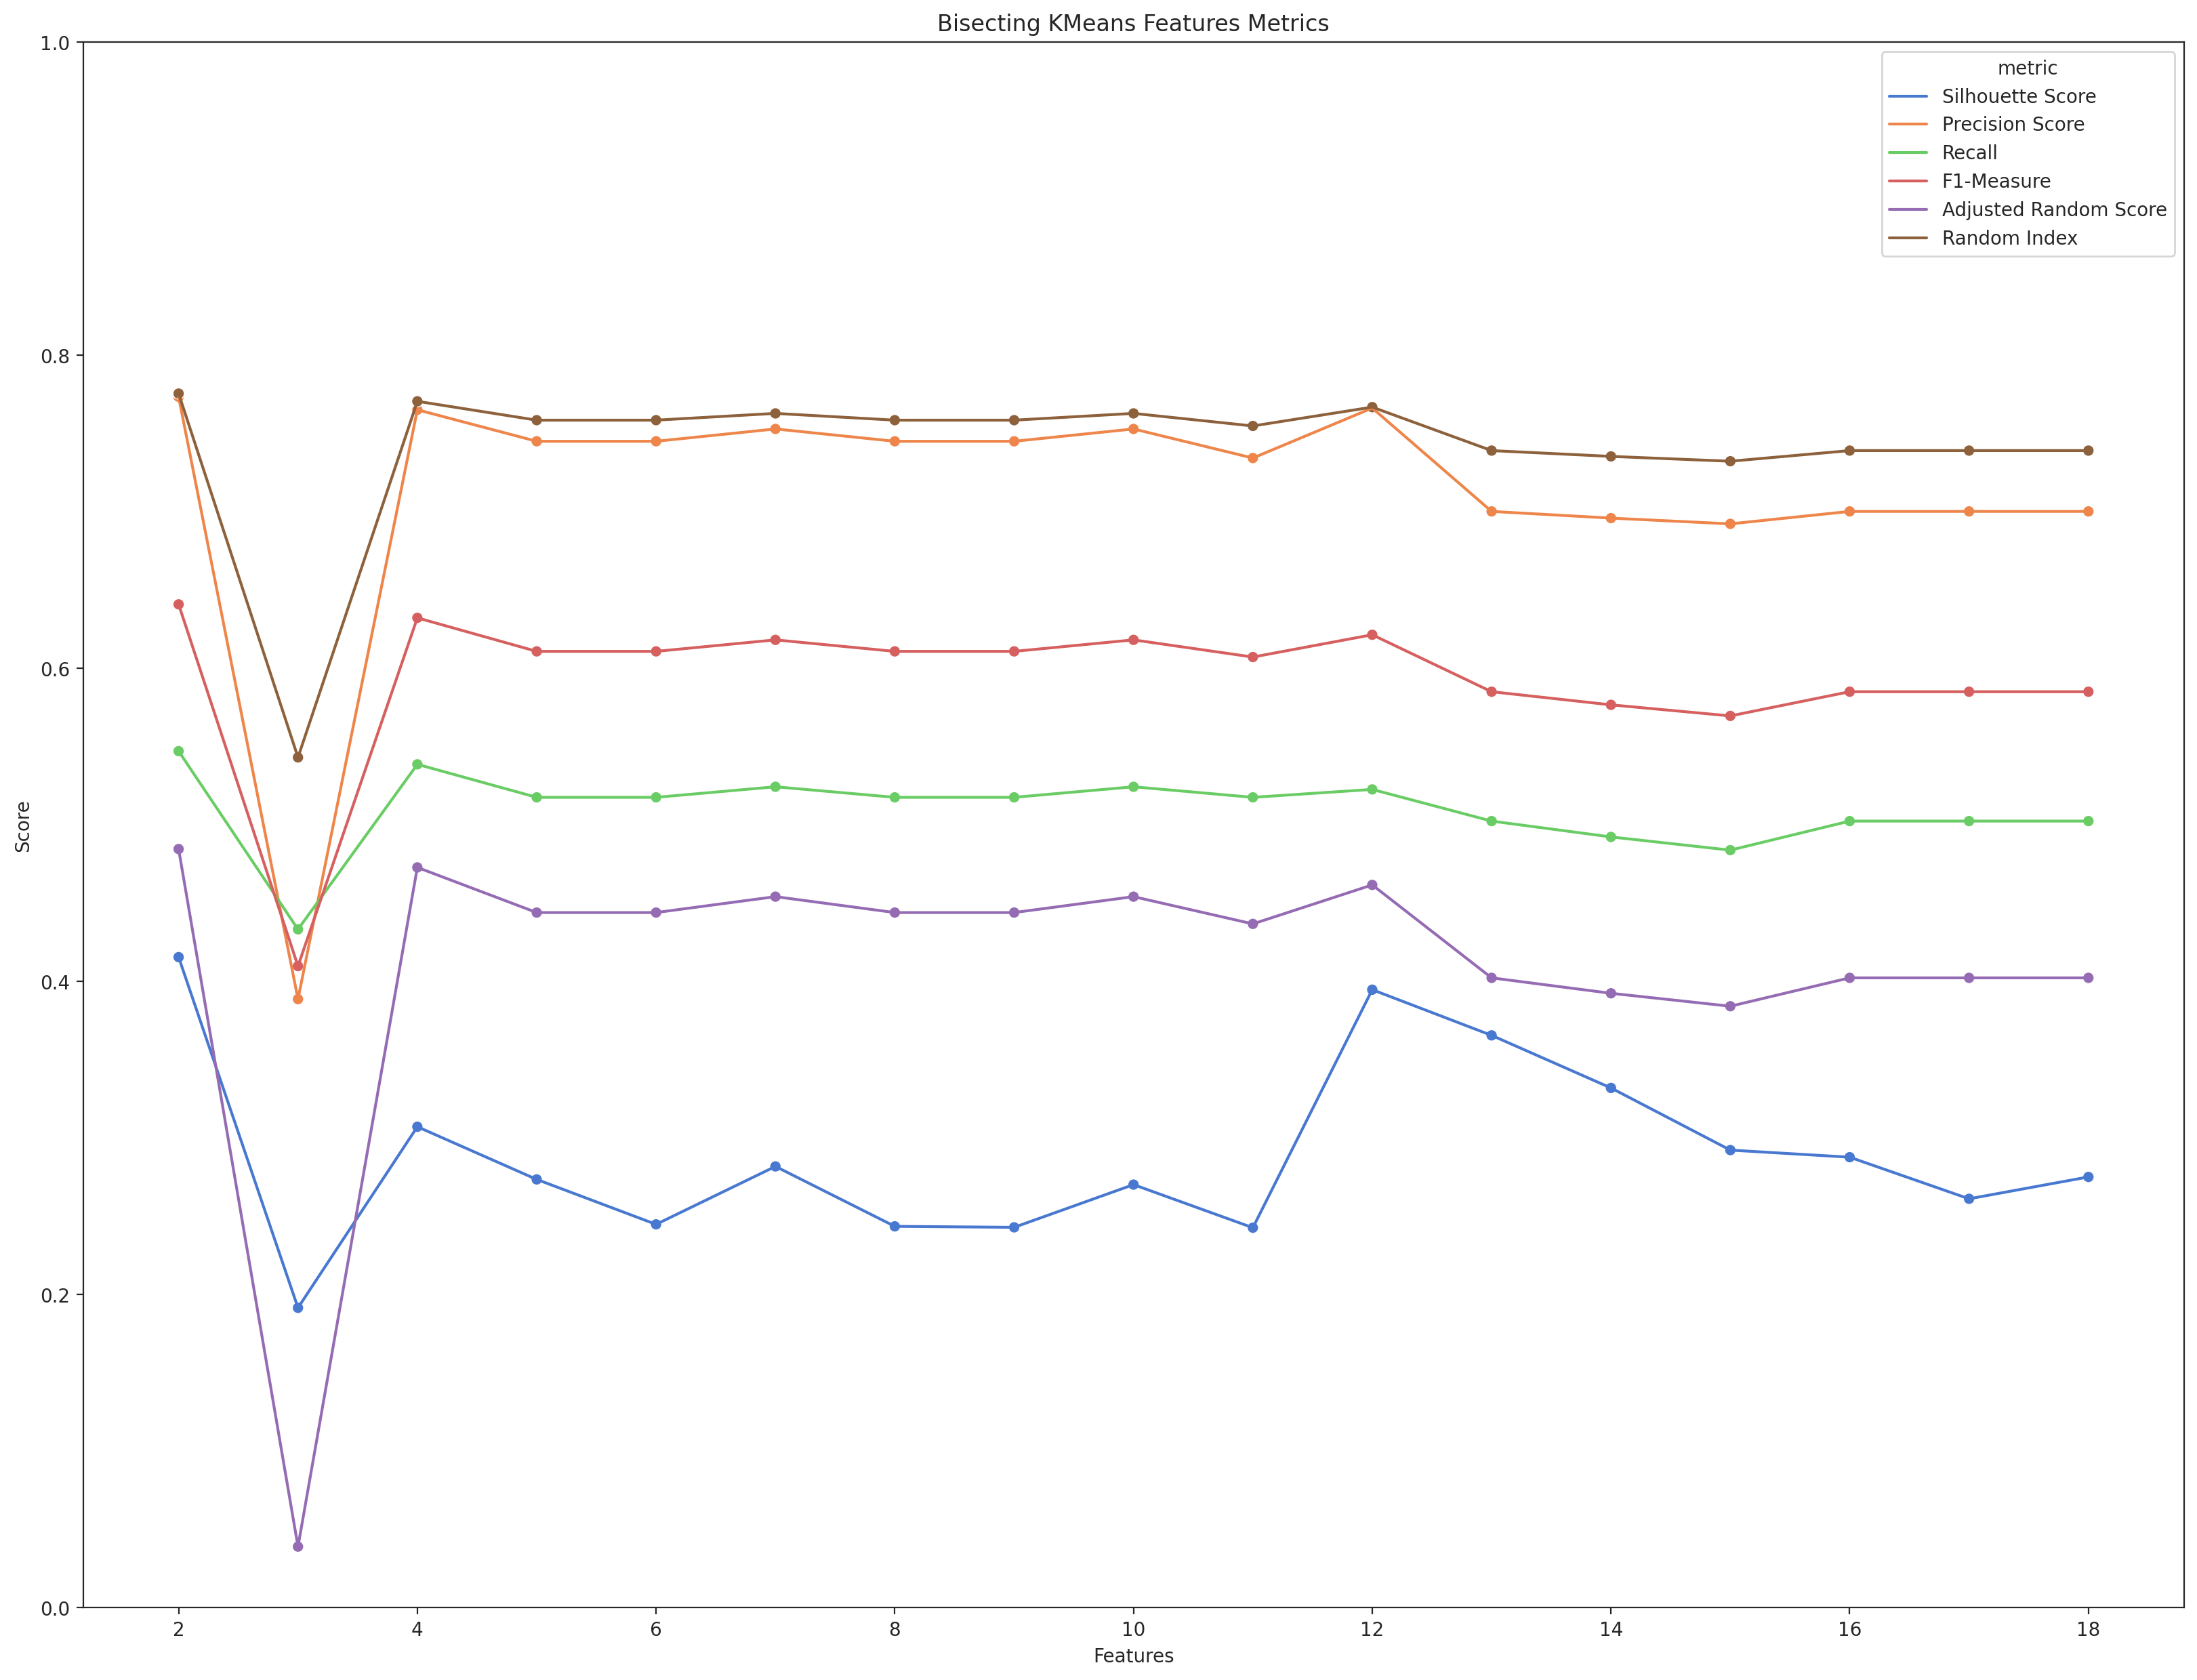 Bisecting KMeans Features Metrics
metric
Silhouette Score
Precision Score
Recall
F1-Measure
Adjusted Random Score
Random Index
1.0
0.8
0.6
0.4
0.2
0.0
Score
2 4 6 8 10 12 14 16 18
Features